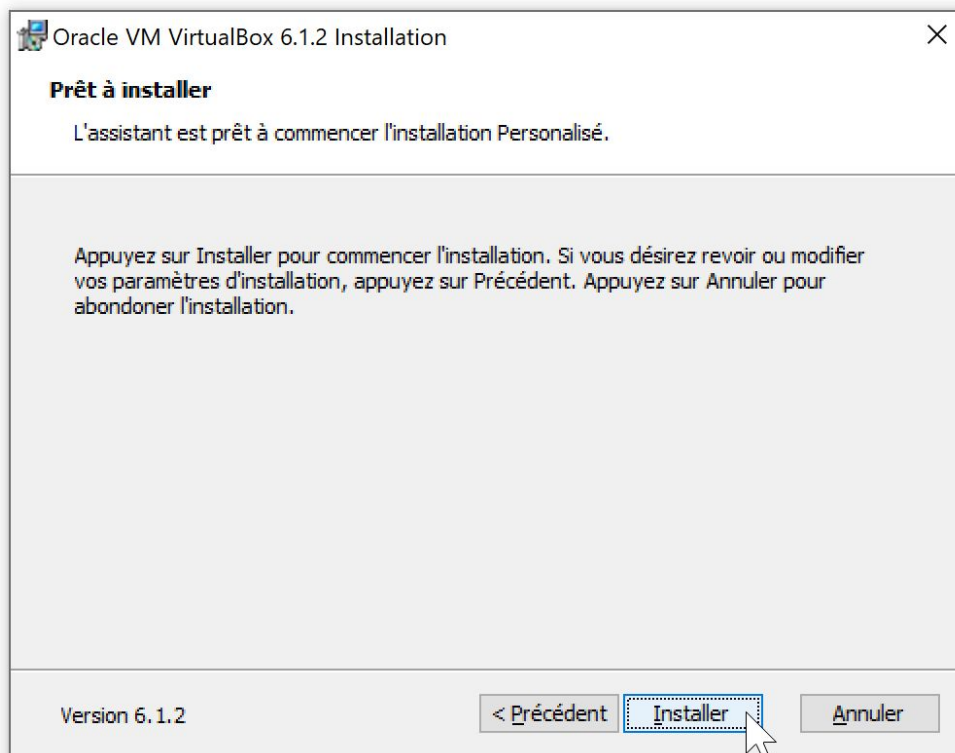 Oracle VM VirtualBox 6.1.2 Installation
Prêt à installer
L'assistant est prêt à commencer l'installation Personalisé.
Appuyez sur Installer pour commencer l'installation. Si vous désirez revoir ou modifier
vos paramètres d'installation, appuyez sur Précédent. Appuyez sur Annuler pour
abondoner l'installation.
Version 6.1.2
< Précédent
Installer
Annuler